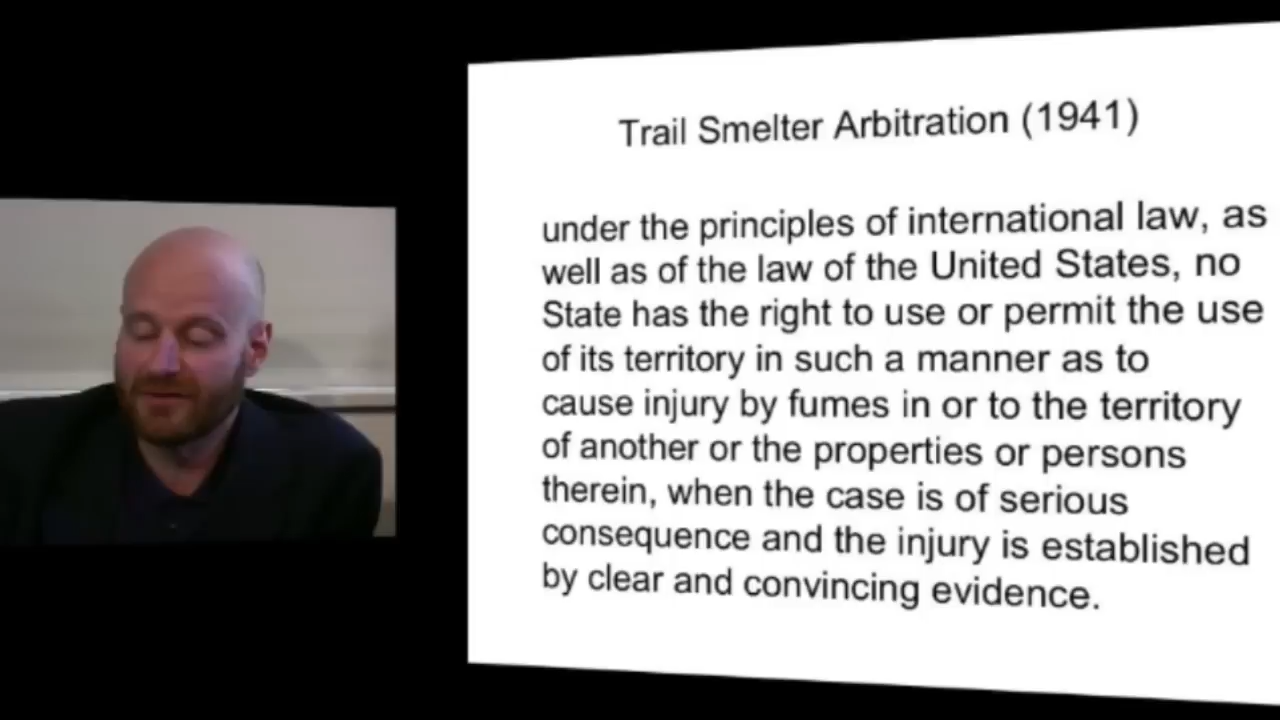 Trail Smelter Arbitration (1941)
under the principles of international law, as
well as of the law of the United States, no
State has the right to use or permit the use
of its territory in such a manner as to
cause injury by fumes in or to the territory
of another or the properties or persons
therein, when the case is of serious
consequence and the injury is established
by clear and convincing evidence.